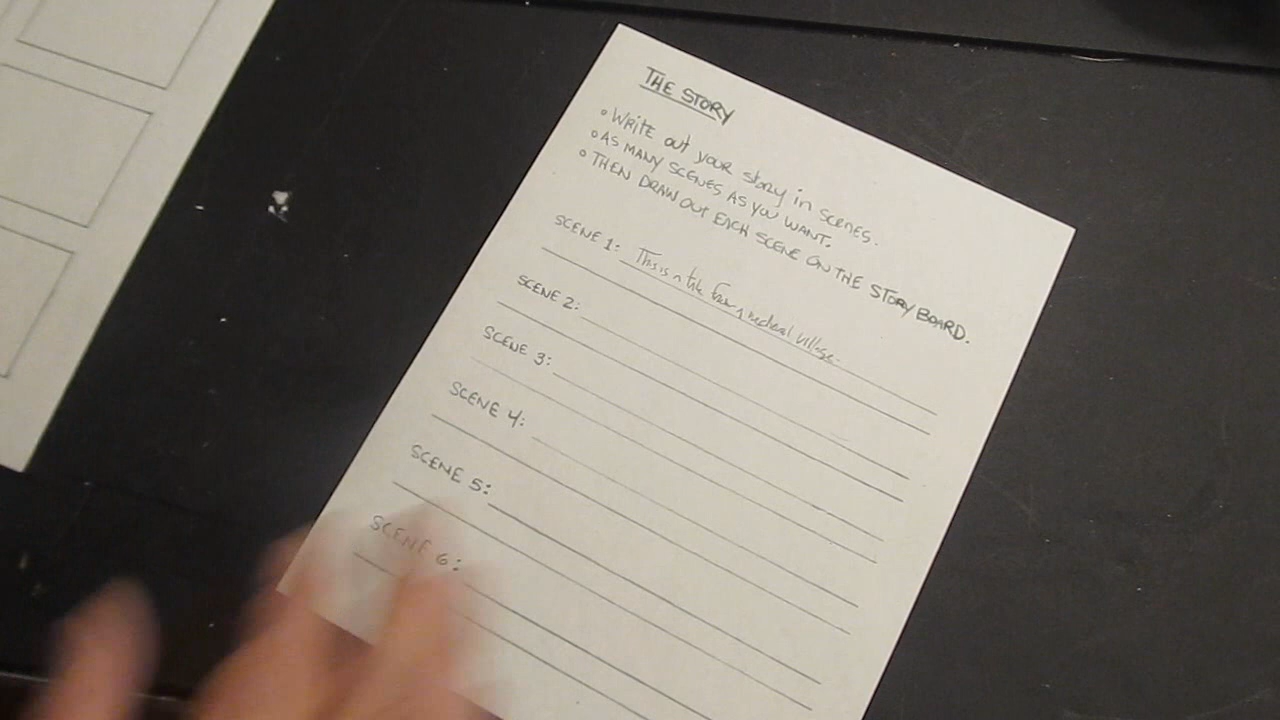 THE STORY
• WRITE out your story in scenes.
• AS MANY SCENES AS YOU WANT.
• THEN DRAW OUT EACH SCENE ON THE STORY BOARD.
SCENE 1: This is a tale from a village.
SCENE 2:
SCENE 3:
SCENE 4:
SCENE 5:
SCENE 6: